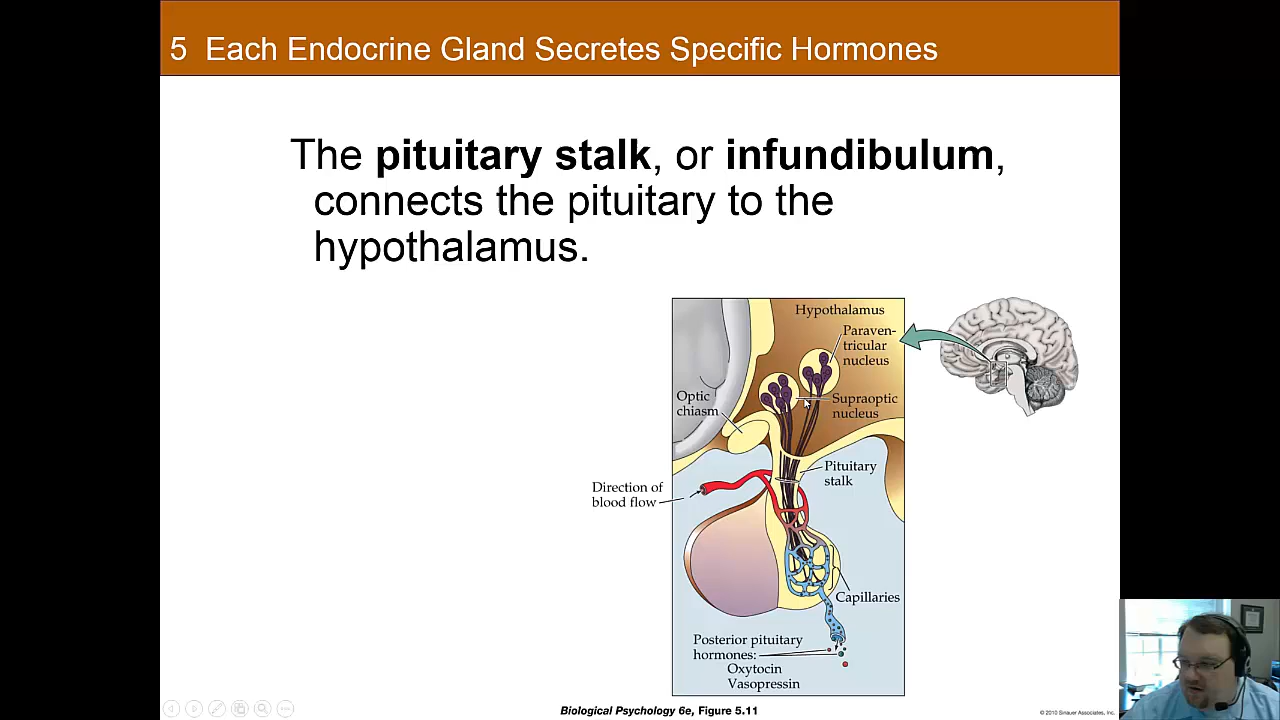 5 Each Endocrine Gland Secretes Specific Hormones
The pituitary stalk, or infundibulum,
connects the pituitary to the
hypothalamus.
Hypothalamus
Paraven-
tricular
nucleus
Optic
chiasm
Supraoptic
nucleus
Pituitary
stalk
Direction of
blood flow
Capillaries
Posterior pituitary
hormones:
Oxytocin
Vasopressin
Biological Psychology 6e, Figure 5.11
© 2010 Sinauer Associates, Inc.